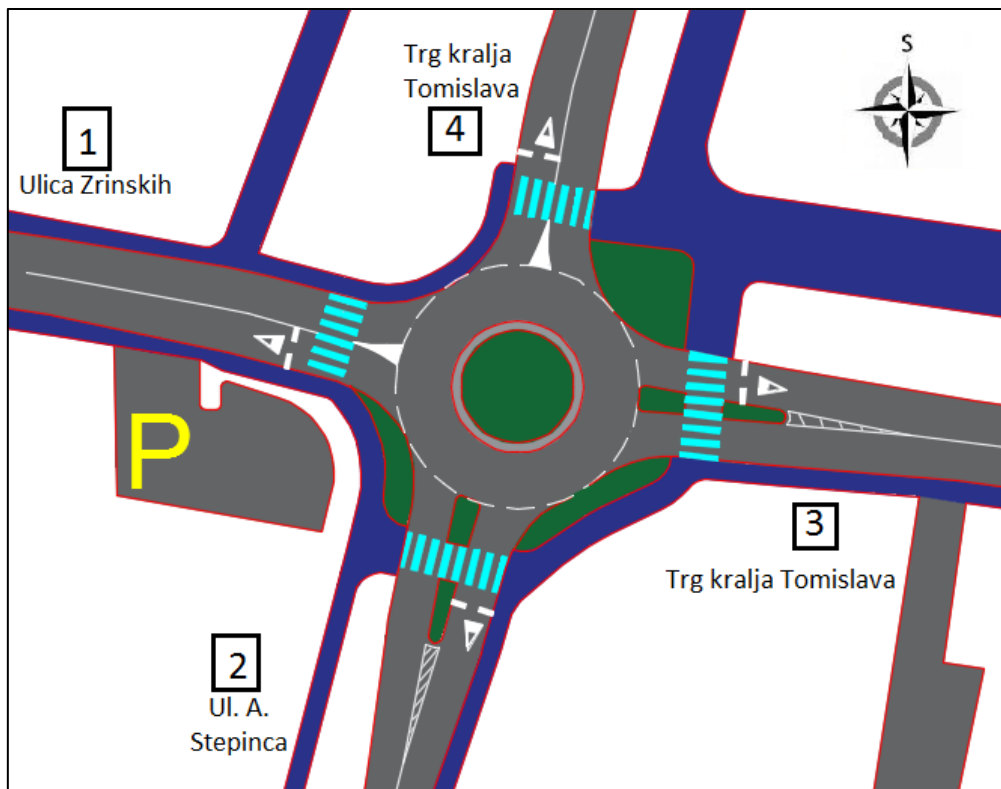 S
Trg kralja
Tomislava
4
1
Ulica Zrinskih
P
3
Trg kralja Tomislava
2
Ul. A.
Stepinca